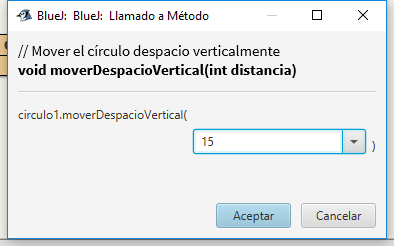 BlueJ: BlueJ: Llamado a Método
// Mover el círculo despacio verticalmente
void moverDespacioVertical(int distancia)
circulo1.moverDespacioVertical(
15 )
Aceptar Cancelar